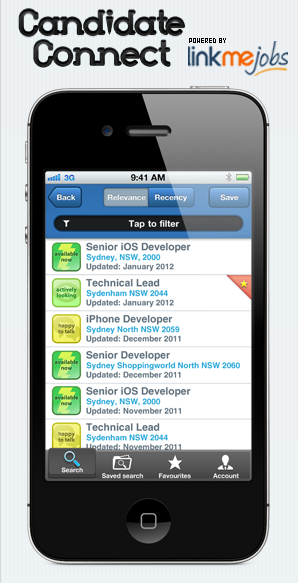 Candidate
Connect
POWERED BY
linkmejobs
3G 9:41 AM
Back Relevance Recency Save
Tap to filter
available now
Senior iOS Developer
Sydney, NSW, 2000
Updated: January 2012
actively looking
Technical Lead
Sydenham NSW 2044
Updated: January 2012
happy to talk
iPhone Developer
Sydney North NSW 2059
Updated: December 2011
available now
Senior Developer
Sydney Shoppingworld North NSW 2060
Updated: December 2011
available now
Senior iOS Developer
Sydney, NSW, 2000
Updated: November 2011
happy to talk
Technical Lead
Sydenham NSW 2044
Updated: November 2011
Search Saved search Favourites Account